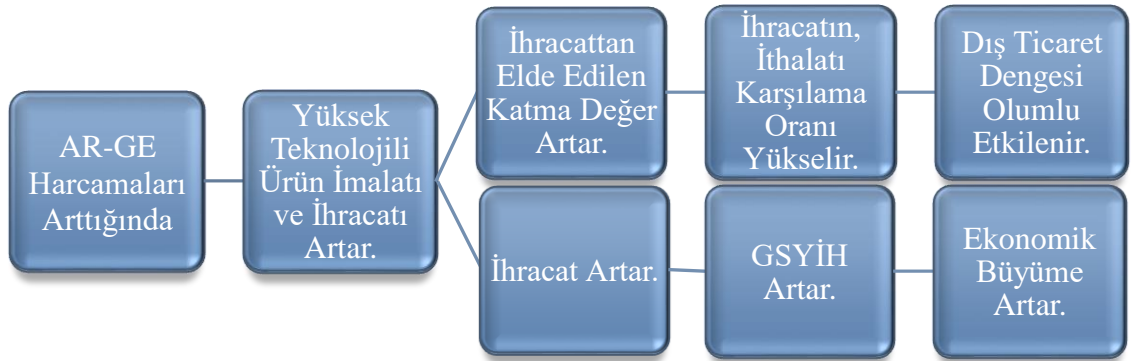 AR-GE
Harcamaları
Arttığında
Yüksek
Teknolojili
Ürün İmalatı
ve İhracatı
Artar.
İhracattan
Elde Edilen
Katma Değer
Artar.
İhracatın,
İthalatı
Karşılama
Oranı
Yükselir.
Dış Ticaret
Dengesi
Olumlu
Etkilenir.
İhracat Artar.
GSYİH
Artar.
Ekonomik
Büyüme
Artar.